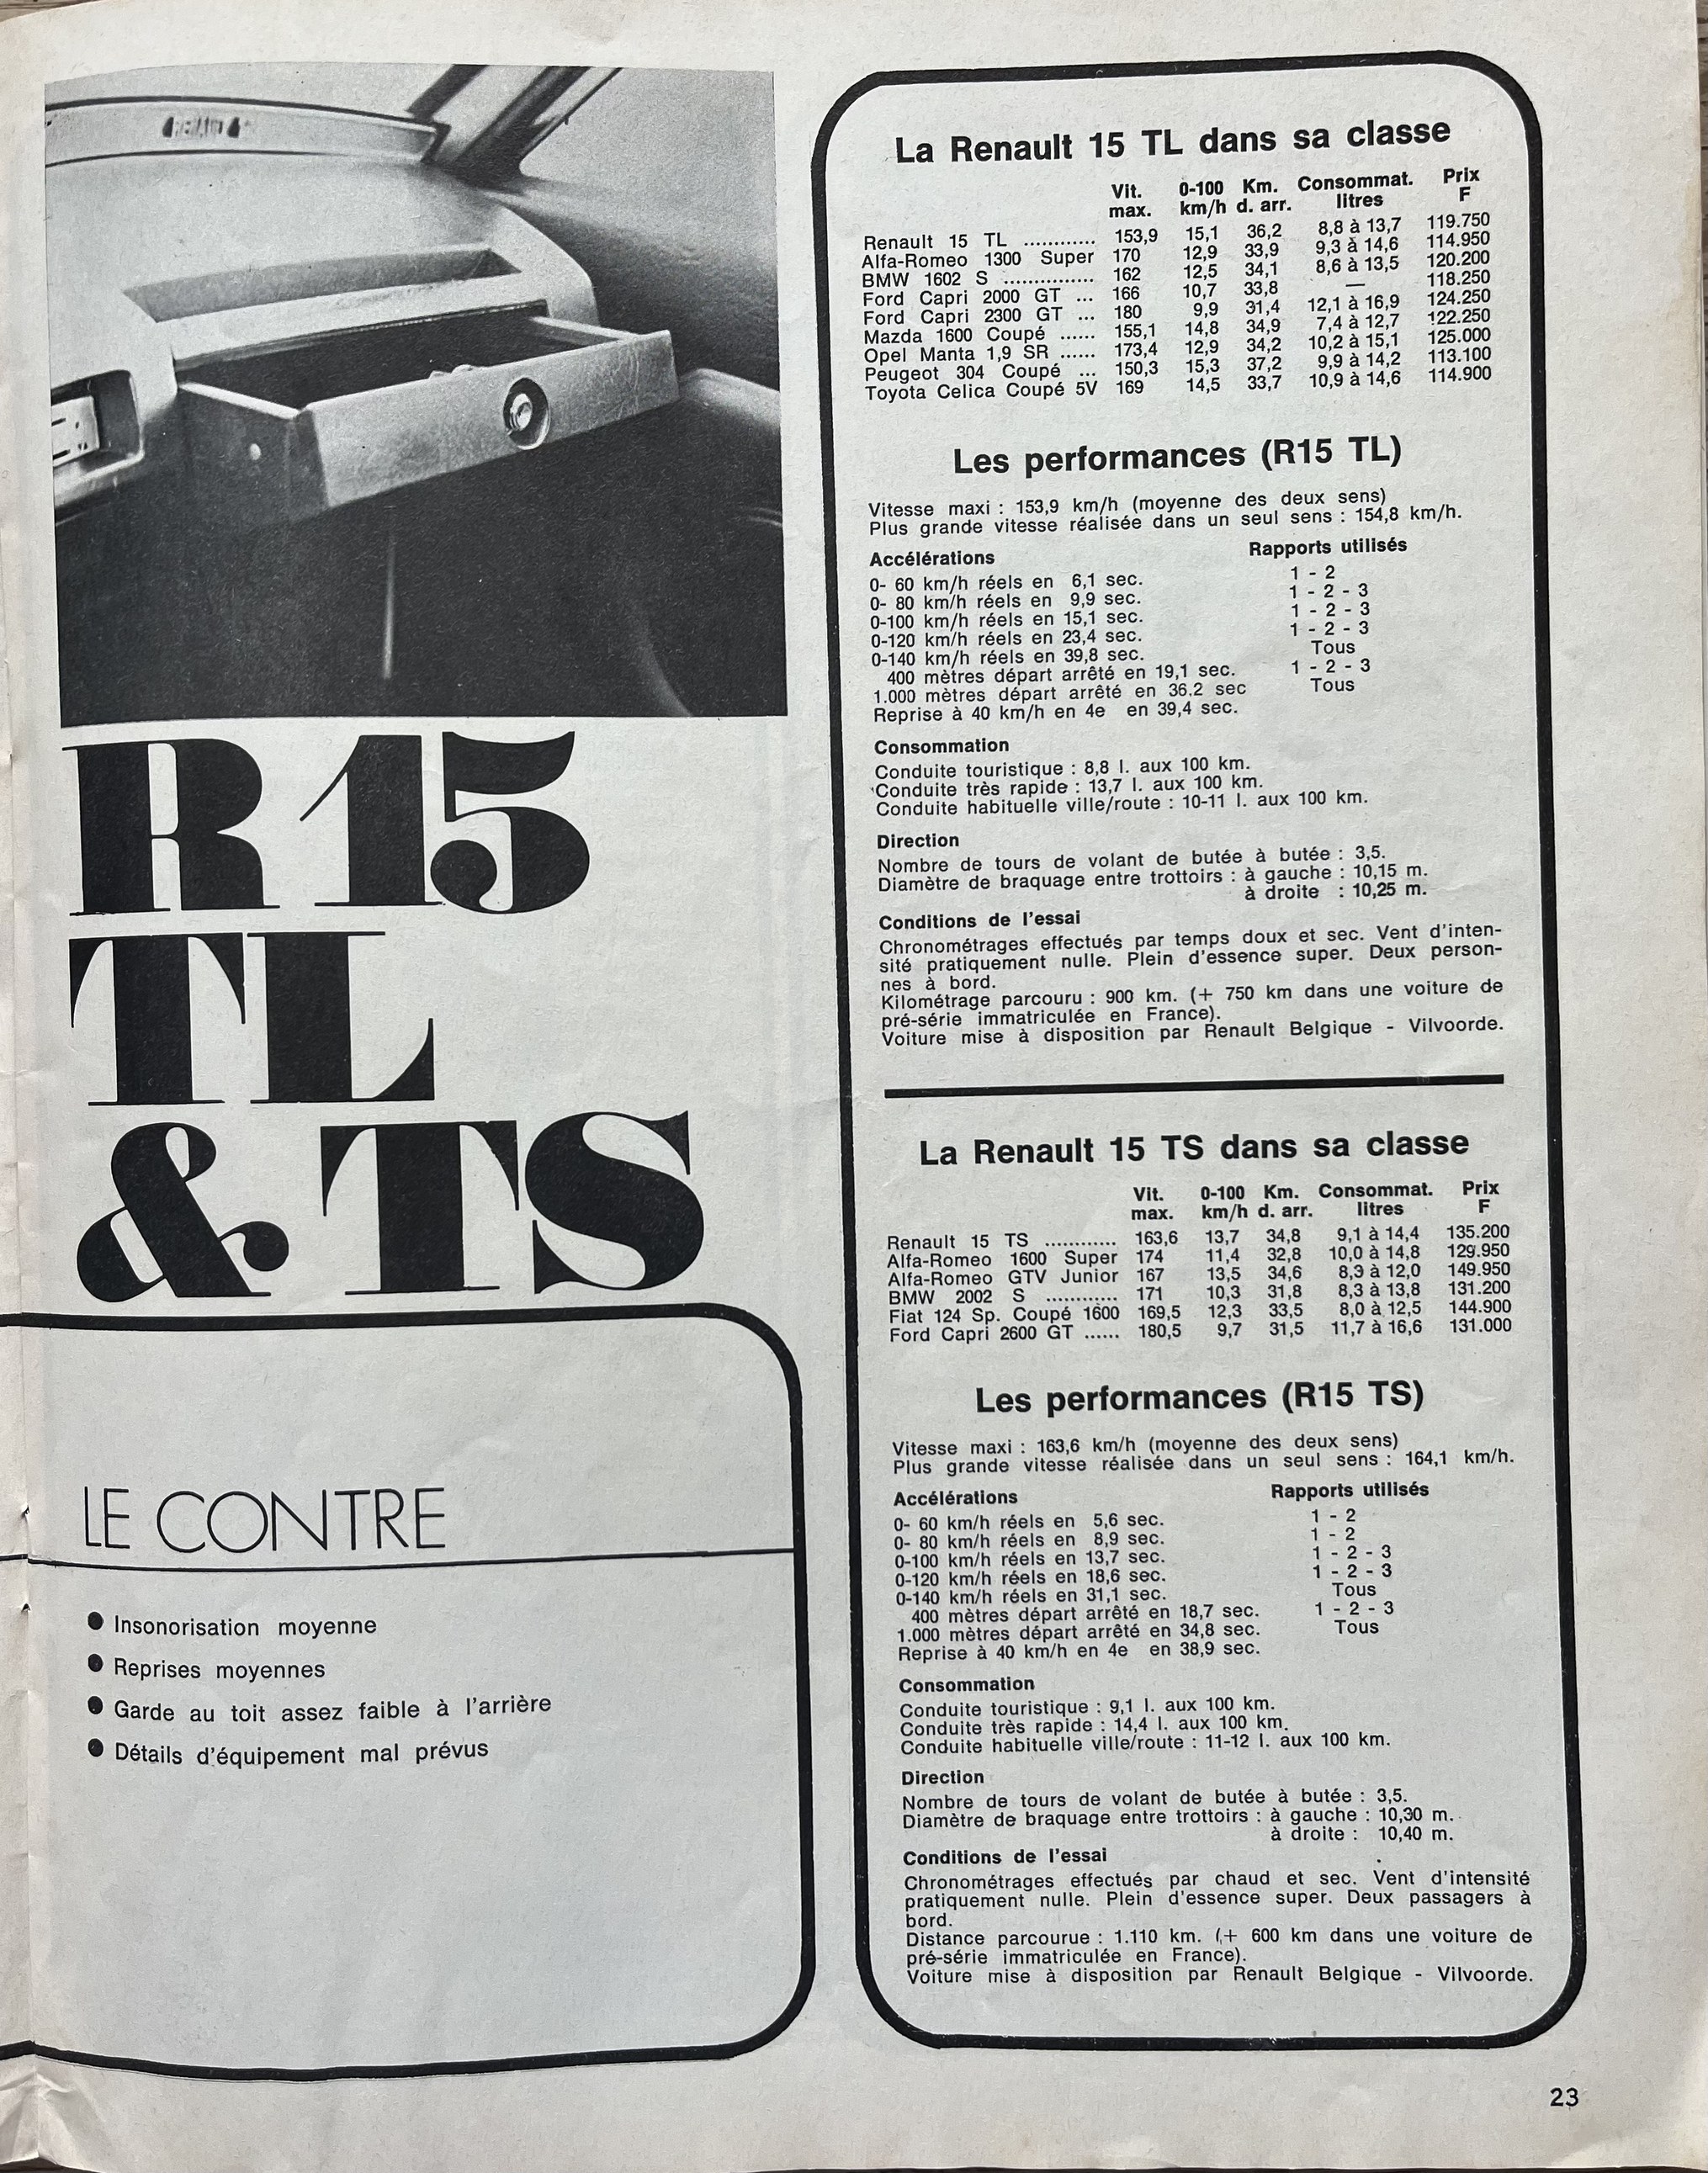 R15
TL
& TS
LE CONTRE
● Insonorisation moyenne
● Reprises moyennes
● Garde au toit assez faible à l'arrière
● Détails d'équipement mal prévus
La Renault 15 TL dans sa classe
Vit. max. 0-100 km/h Km. d. arr. Consommat. litres Prix F
Renault 15 TL ............ 153,9 15,1 36,2 8,8 à 13,7 119.750
Alfa-Romeo 1300 Super 170 12,9 33,9 9,3 à 14,6 114.950
BMW 1602 S ............... 162 12,5 34,1 8,6 à 13,5 120.200
Ford Capri 2000 GT ... 166 10,7 33,8 — 118.250
Ford Capri 2300 GT ... 180 9,9 31,4 12,1 à 16,9 124.250
Mazda 1600 Coupé ...... 155,1 14,8 34,9 7,4 à 12,7 122.250
Opel Manta 1,9 SR ...... 173,4 12,9 34,2 10,2 à 15,1 125.000
Peugeot 304 Coupé ... 150,3 15,3 37,2 9,9 à 14,2 113.100
Toyota Celica Coupé 5V 169 14,5 33,7 10,9 à 14,6 114.900
Les performances (R15 TL)
Vitesse maxi : 153,9 km/h (moyenne des deux sens)
Plus grande vitesse réalisée dans un seul sens : 154,8 km/h.
Accélérations Rapports utilisés
0- 60 km/h réels en 6,1 sec. 1 - 2
0- 80 km/h réels en 9,9 sec. 1 - 2 - 3
0-100 km/h réels en 15,1 sec. 1 - 2 - 3
0-120 km/h réels en 23,4 sec. 1 - 2 - 3
0-140 km/h réels en 39,8 sec. Tous
400 mètres départ arrêté en 19,1 sec. 1 - 2 - 3
1.000 mètres départ arrêté en 36,2 sec Tous
Reprise à 40 km/h en 4e en 39,4 sec.
Consommation
Conduite touristique : 8,8 l. aux 100 km.
Conduite très rapide : 13,7 l. aux 100 km.
Conduite habituelle ville/route : 10-11 l. aux 100 km.
Direction
Nombre de tours de volant de butée à butée : 3,5.
Diamètre de braquage entre trottoirs : à gauche : 10,15 m.
à droite : 10,25 m.
Conditions de l'essai
Chronométrages effectués par temps doux et sec. Vent d'inten-
sité pratiquement nulle. Plein d'essence super. Deux person-
nes à bord.
Kilométrage parcouru : 900 km. (+ 750 km dans une voiture de
pré-série immatriculée en France).
Voiture mise à disposition par Renault Belgique - Vilvoorde.
La Renault 15 TS dans sa classe
Vit. max. 0-100 km/h Km. d. arr. Consommat. litres Prix F
Renault 15 TS ............ 163,6 13,7 34,8 9,1 à 14,4 135.200
Alfa-Romeo 1600 Super 174 11,4 32,8 10,0 à 14,8 129.950
Alfa-Romeo GTV Junior 167 13,5 34,6 8,3 à 12,0 149.950
BMW 2002 S ............ 171 10,3 31,8 8,3 à 13,8 131.200
Fiat 124 Sp. Coupé 1600 169,5 12,3 33,5 8,0 à 12,5 144.900
Ford Capri 2600 GT ...... 180,5 9,7 31,5 11,7 à 16,6 131.000
Les performances (R15 TS)
Vitesse maxi : 163,6 km/h (moyenne des deux sens)
Plus grande vitesse réalisée dans un seul sens : 164,1 km/h.
Accélérations Rapports utilisés
0- 60 km/h réels en 5,6 sec. 1 - 2
0- 80 km/h réels en 8,9 sec. 1 - 2
0-100 km/h réels en 13,7 sec. 1 - 2 - 3
0-120 km/h réels en 18,6 sec. 1 - 2 - 3
0-140 km/h réels en 31,1 sec. Tous
400 mètres départ arrêté en 18,7 sec. 1 - 2 - 3
1.000 mètres départ arrêté en 34,8 sec. Tous
Reprise à 40 km/h en 4e en 38,9 sec.
Consommation
Conduite touristique : 9,1 l. aux 100 km.
Conduite très rapide : 14,4 l. aux 100 km.
Conduite habituelle ville/route : 11-12 l. aux 100 km.
Direction
Nombre de tours de volant de butée à butée : 3,5.
Diamètre de braquage entre trottoirs : à gauche : 10,30 m.
à droite : 10,40 m.
Conditions de l'essai
Chronométrages effectués par chaud et sec. Vent d'intensité
pratiquement nulle. Plein d'essence super. Deux passagers à
bord.
Distance parcourue : 1.110 km. (+ 600 km dans une voiture de
pré-série immatriculée en France).
Voiture mise à disposition par Renault Belgique - Vilvoorde.
23